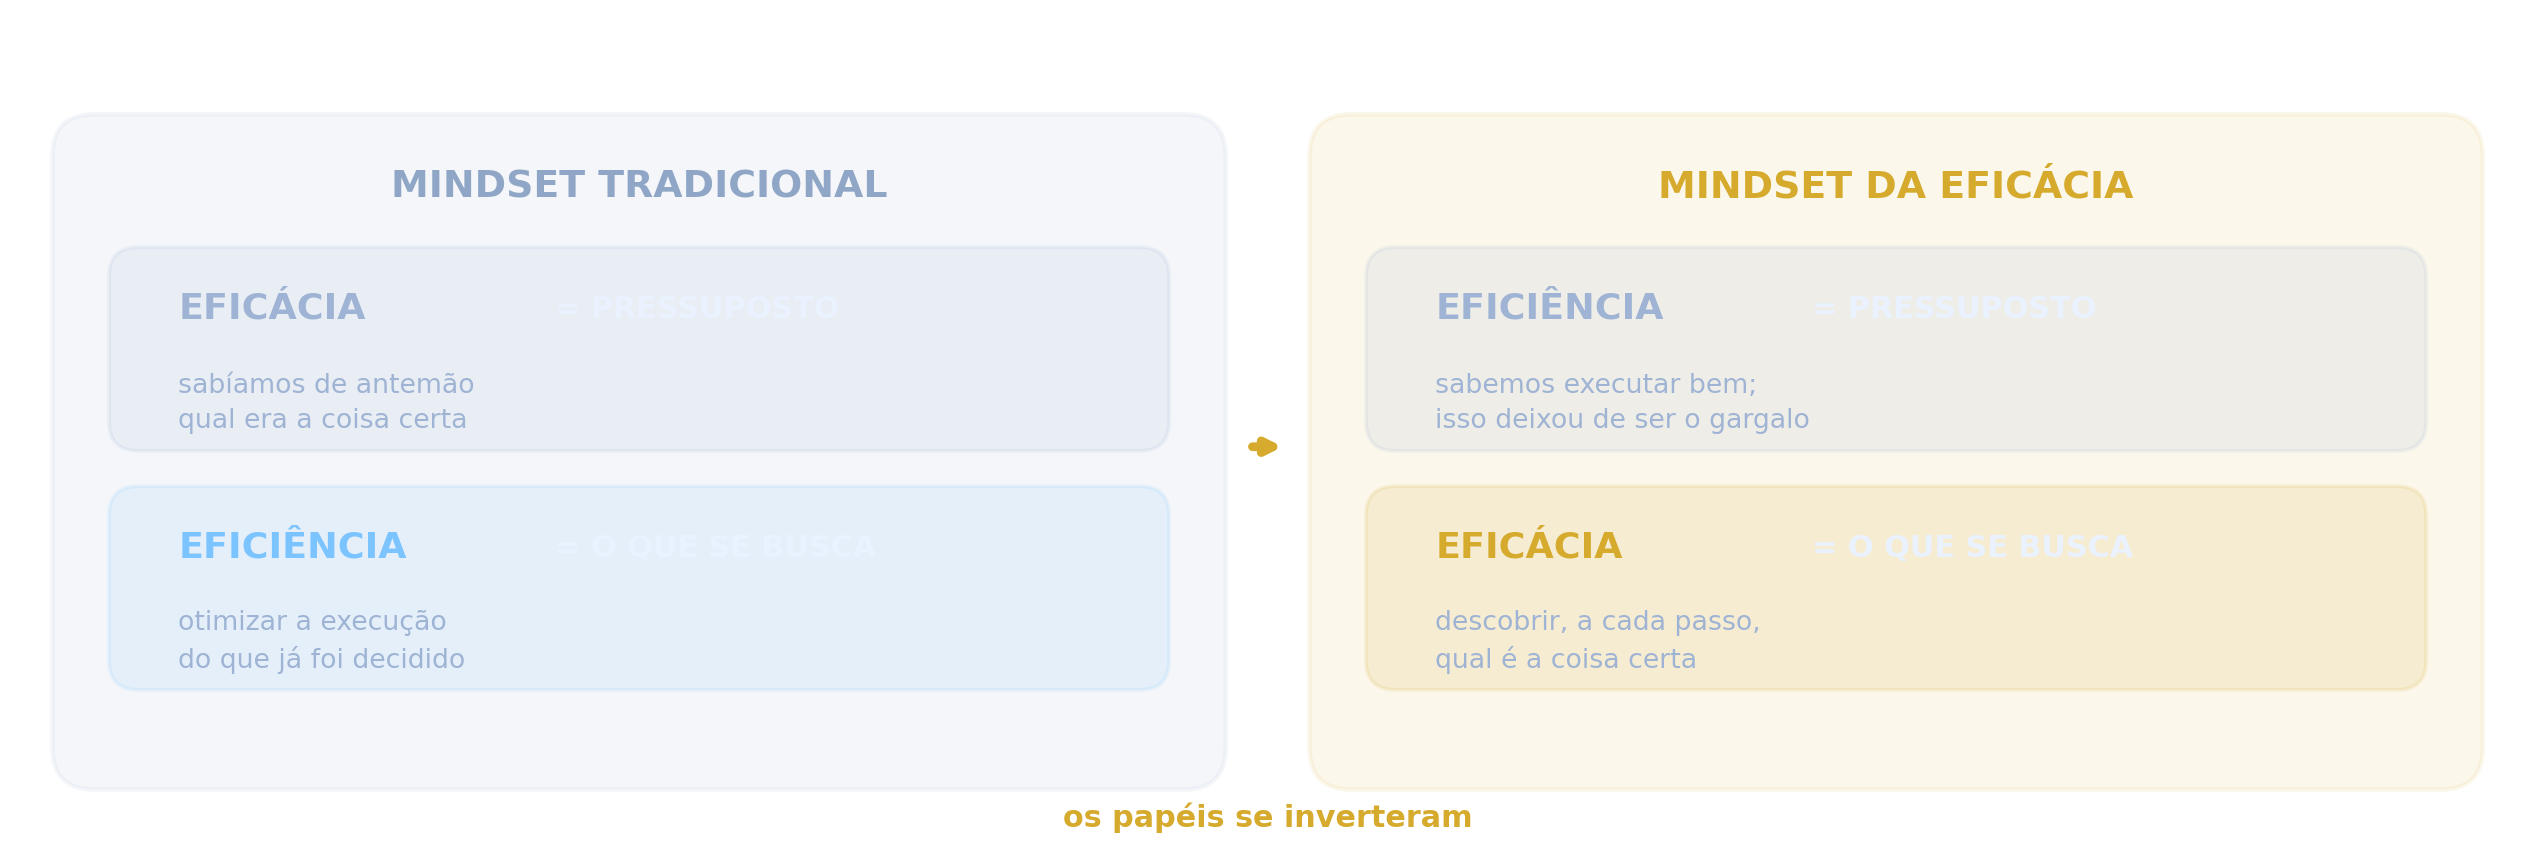 MINDSET TRADICIONAL
EFICÁCIA = PRESSUPOSTO
sabíamos de antemão
qual era a coisa certa
EFICIÊNCIA = O QUE SE BUSCA
otimizar a execução
do que já foi decidido
MINDSET DA EFICÁCIA
EFICIÊNCIA = PRESSUPOSTO
sabemos executar bem;
isso deixou de ser o gargalo
EFICÁCIA = O QUE SE BUSCA
descobrir, a cada passo,
qual é a coisa certa
os papéis se inverteram